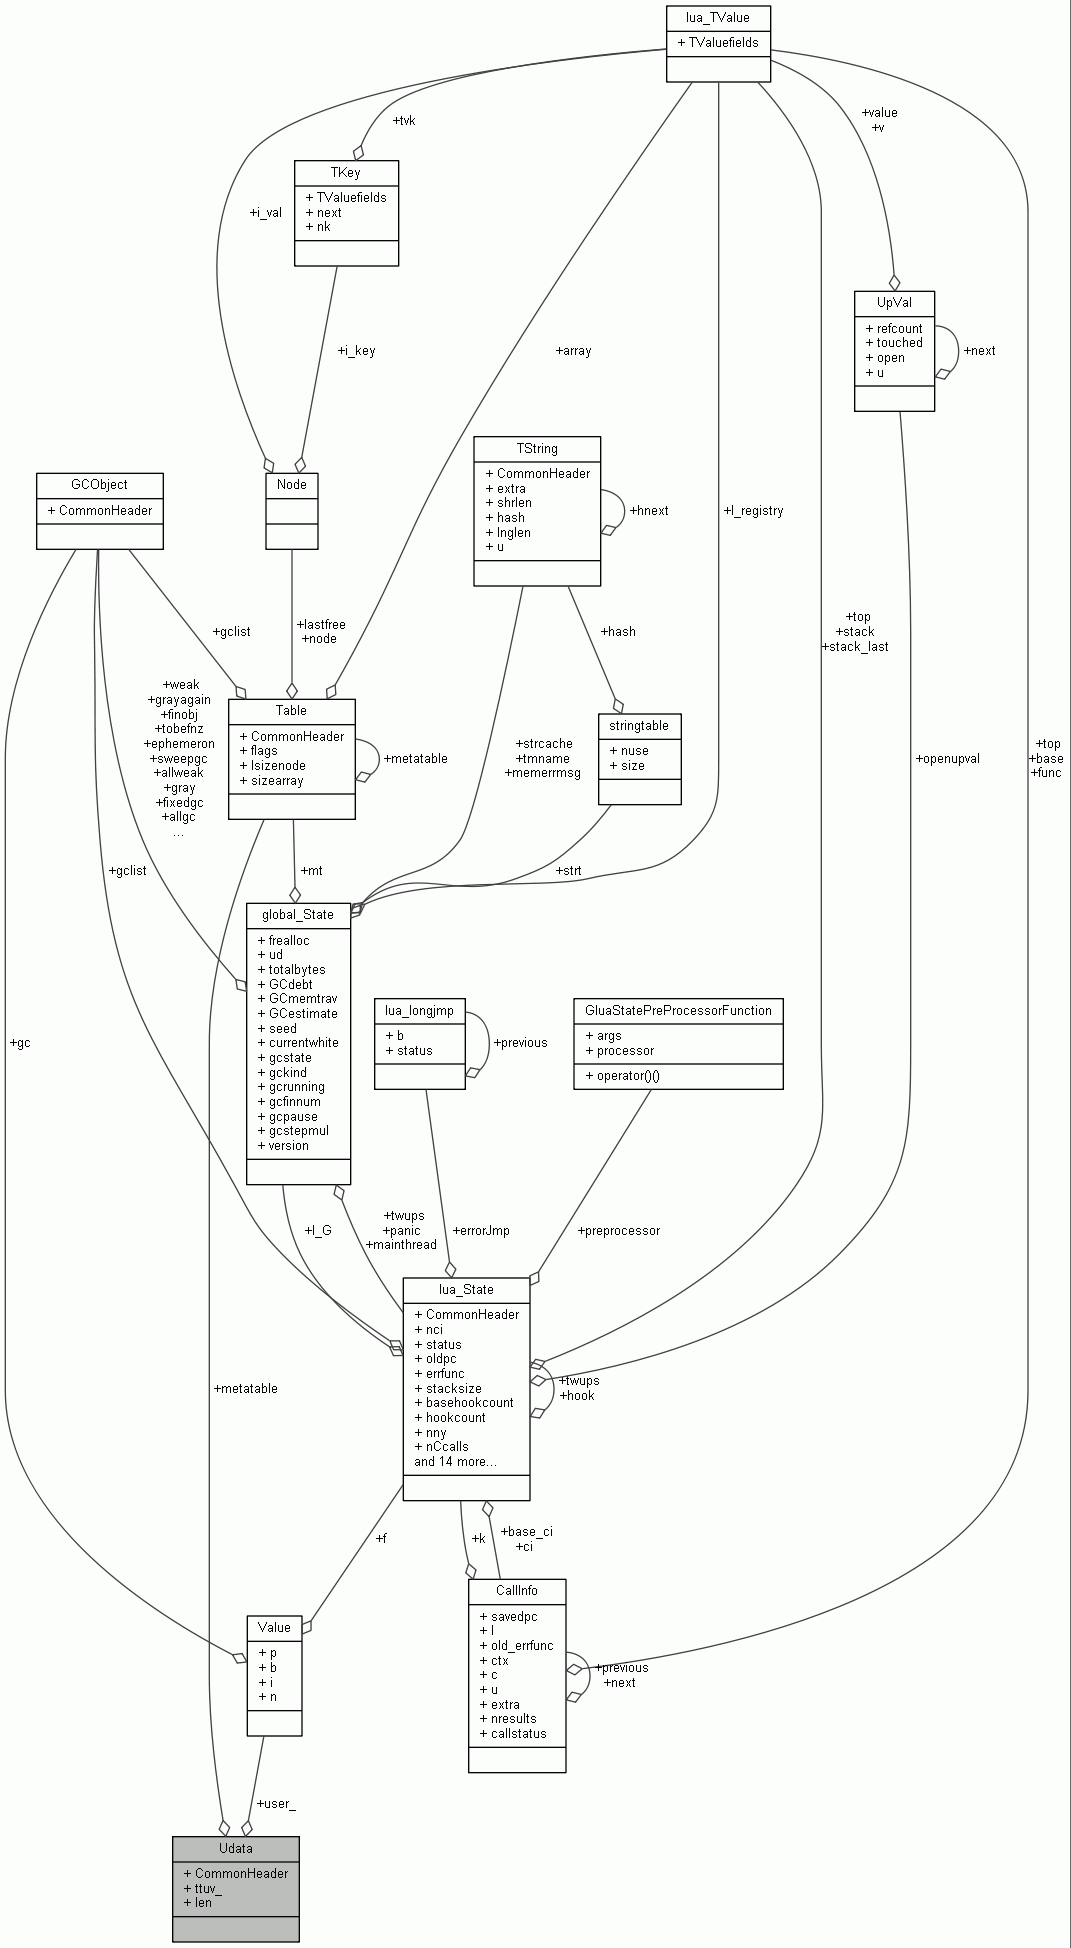 lua_TValue
+ TValuefields
+tvk
+value
+v
TKey
+ TValuefields
+ next
+ nk
+i_val
UpVal
+ refcount
+ touched
+ open
+ u
+next
+i_key
+array
TString
+ CommonHeader
+ extra
+ shrlen
+ hash
+ lnglen
+ u
+hnext
GCObject
+ CommonHeader
Node
+l_registry
+gclist
+lastfree
+node
+hash
+top
+stack
+stack_last
+weak
+grayagain
+finobj
+tobefnz
+ephemeron
+sweepgc
+allweak
+gray
+fixedgc
+allgc
...
Table
+ CommonHeader
+ flags
+ lsizenode
+ sizearray
+metatable
+strcache
+tmname
+memerrmsg
stringtable
+ nuse
+ size
+openupval
+top
+base
+func
+gclist
+mt
+strt
global_State
+ frealloc
+ ud
+ totalbytes
+ GCdebt
+ GCmemtrav
+ GCestimate
+ seed
+ currentwhite
+ gcstate
+ gckind
+ gcrunning
+ gcfinnum
+ gcpause
+ gcstepmul
+ version
lua_longjmp
+ b
+ status
+previous
GluaStatePreProcessorFunction
+ args
+ processor
+ operator()()
+gc
+l_G
+twups
+panic
+mainthread
+errorJmp
+preprocessor
lua_State
+ CommonHeader
+ nci
+ status
+ oldpc
+ errfunc
+ stacksize
+ basehookcount
+ hookcount
+ nny
+ nCcalls
and 14 more...
+twups
+hook
+metatable
+f
+k
+base_ci
+ci
CallInfo
+ savedpc
+ l
+ old_errfunc
+ ctx
+ c
+ u
+ extra
+ nresults
+ callstatus
+previous
+next
Value
+ p
+ b
+ i
+ n
+user_
Udata
+ CommonHeader
+ ttuv_
+ len